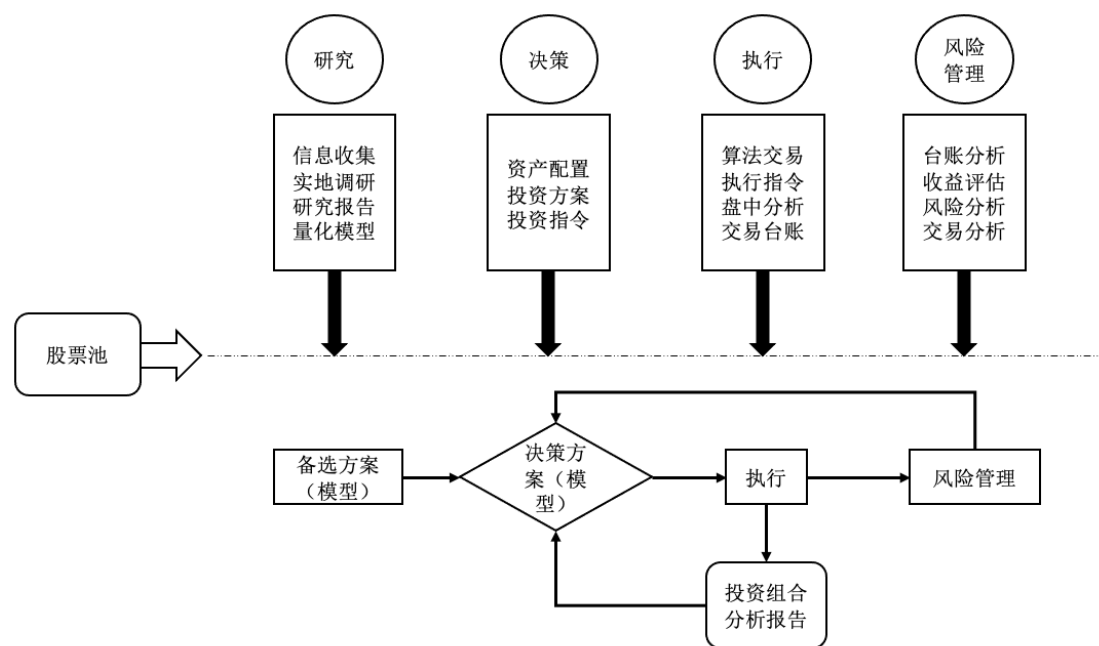 研究
决策
执行
风险
管理
信息收集
实地调研
研究报告
量化模型
资产配置
投资方案
投资指令
算法交易
执行指令
盘中分析
交易台账
台账分析
收益评估
风险分析
交易分析
股票池
备选方案
（模型）
决策方
案（模
型）
执行
风险管理
投资组合
分析报告